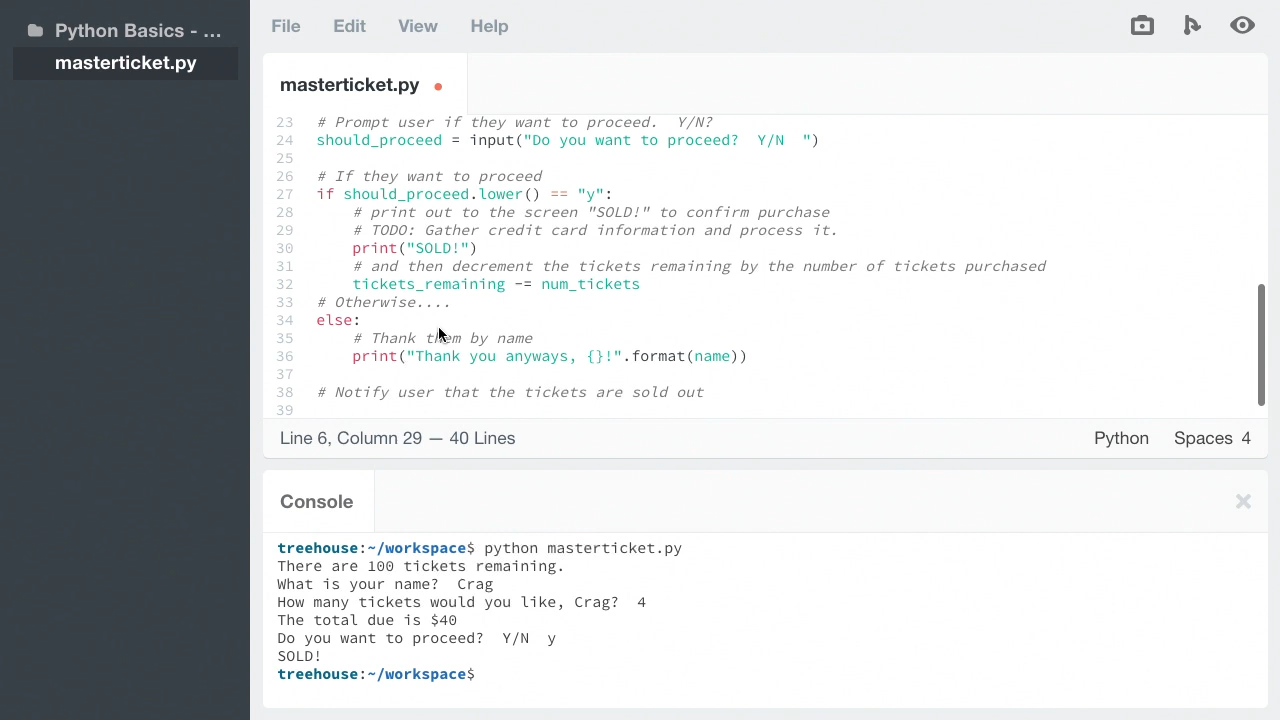 Python Basics - ...
masterticket.py
File Edit View Help
masterticket.py
23 # Prompt user if they want to proceed.  Y/N?
24 should_proceed = input("Do you want to proceed?  Y/N  ")
25
26 # If they want to proceed
27 if should_proceed.lower() == "y":
28     # print out to the screen "SOLD!" to confirm purchase
29     # TODO: Gather credit card information and process it.
30     print("SOLD!")
31     # and then decrement the tickets remaining by the number of tickets purchased
32     tickets_remaining -= num_tickets
33 # Otherwise....
34 else:
35     # Thank them by name
36     print("Thank you anyways, {}!".format(name))
37
38 # Notify user that the tickets are sold out
39
Line 6, Column 29 — 40 Lines Python Spaces 4
Console
treehouse:~/workspace$ python masterticket.py
There are 100 tickets remaining.
What is your name?  Crag
How many tickets would you like, Crag?  4
The total due is $40
Do you want to proceed?  Y/N  y
SOLD!
treehouse:~/workspace$